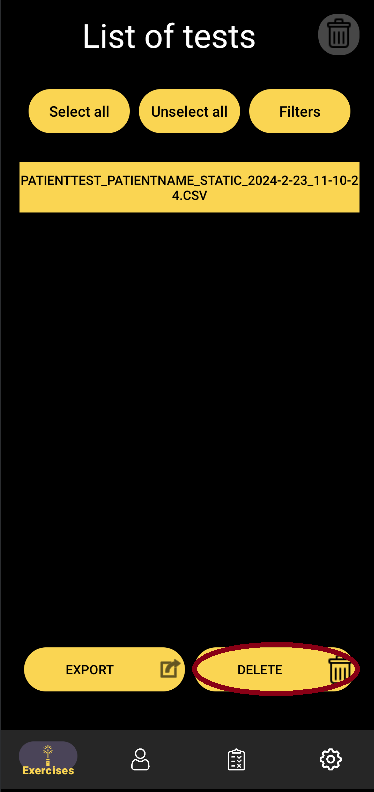 List of tests
Select all
Unselect all
Filters
PATIENTTEST_PATIENTNAME_STATIC_2024-2-23_11-10-2
4.CSV
EXPORT
DELETE
Exercises